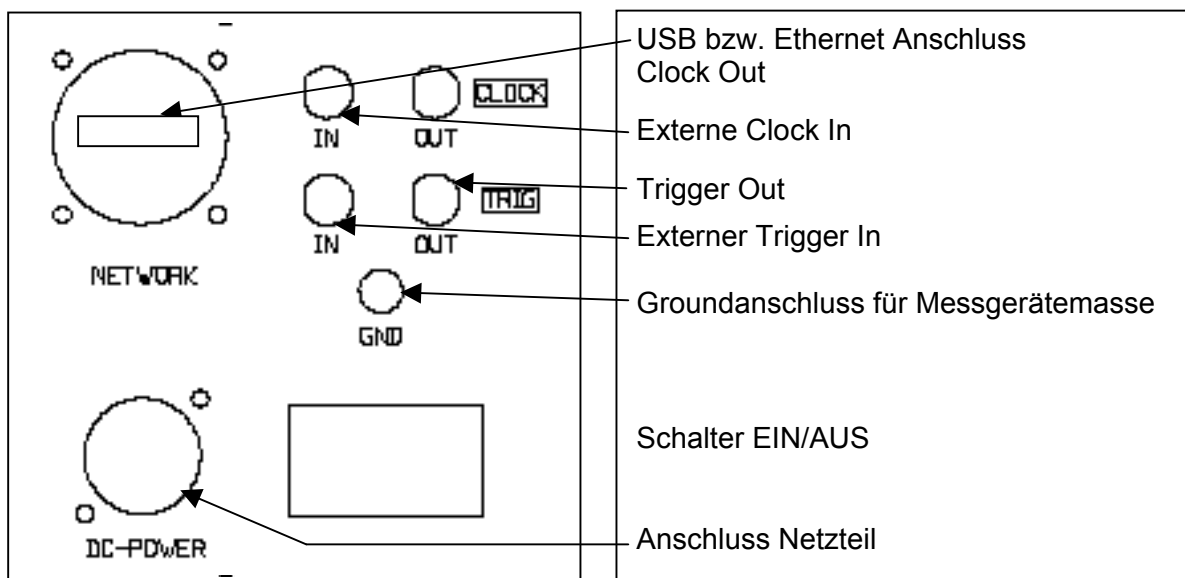 USB bzw. Ethernet Anschluss
Clock Out
CLOCK
IN
OUT
Externe Clock In
Trigger Out
TRIG
IN
OUT
Externer Trigger In
NETWORK
Groundanschluss für Messgerätemasse
GND
Schalter EIN/AUS
Anschluss Netzteil
DC-POWER